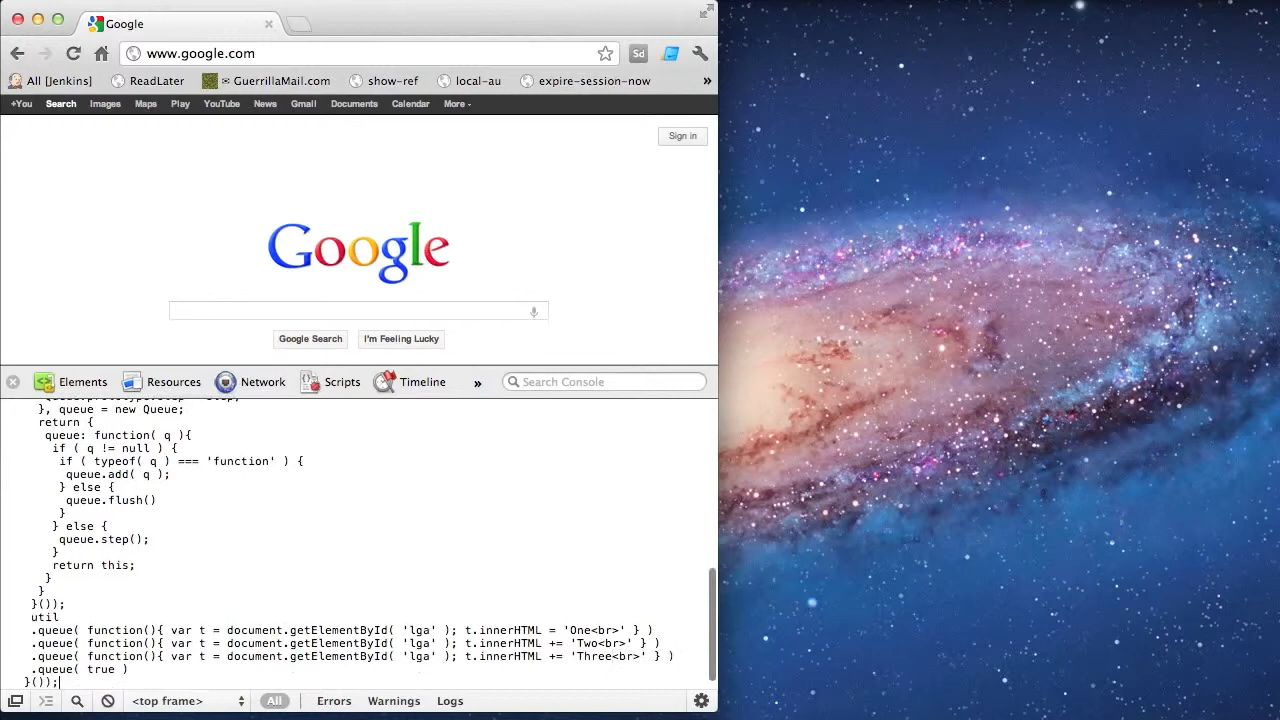 Google
www.google.com
Sd
All [Jenkins]
ReadLater
✉ GuerrillaMail.com
show-ref
local-au
expire-session-now
»
+You Search Images Maps Play YouTube News Gmail Documents Calendar More
Sign in
Google
Google Search
I'm Feeling Lucky
Elements
Resources
Network
Scripts
Timeline
»
Search Console
}, queue = new Queue;
return {
queue: function( q ){
if ( q != null ) {
if ( typeof( q ) === 'function' ) {
queue.add( q );
} else {
queue.flush()
}
} else {
queue.step();
}
return this;
}
}
}());
util
.queue( function(){ var t = document.getElementById( 'lga' ); t.innerHTML = 'One<br>' } )
.queue( function(){ var t = document.getElementById( 'lga' ); t.innerHTML += 'Two<br>' } )
.queue( function(){ var t = document.getElementById( 'lga' ); t.innerHTML += 'Three<br>' } )
.queue( true )
}());
<top frame>
All
Errors
Warnings
Logs